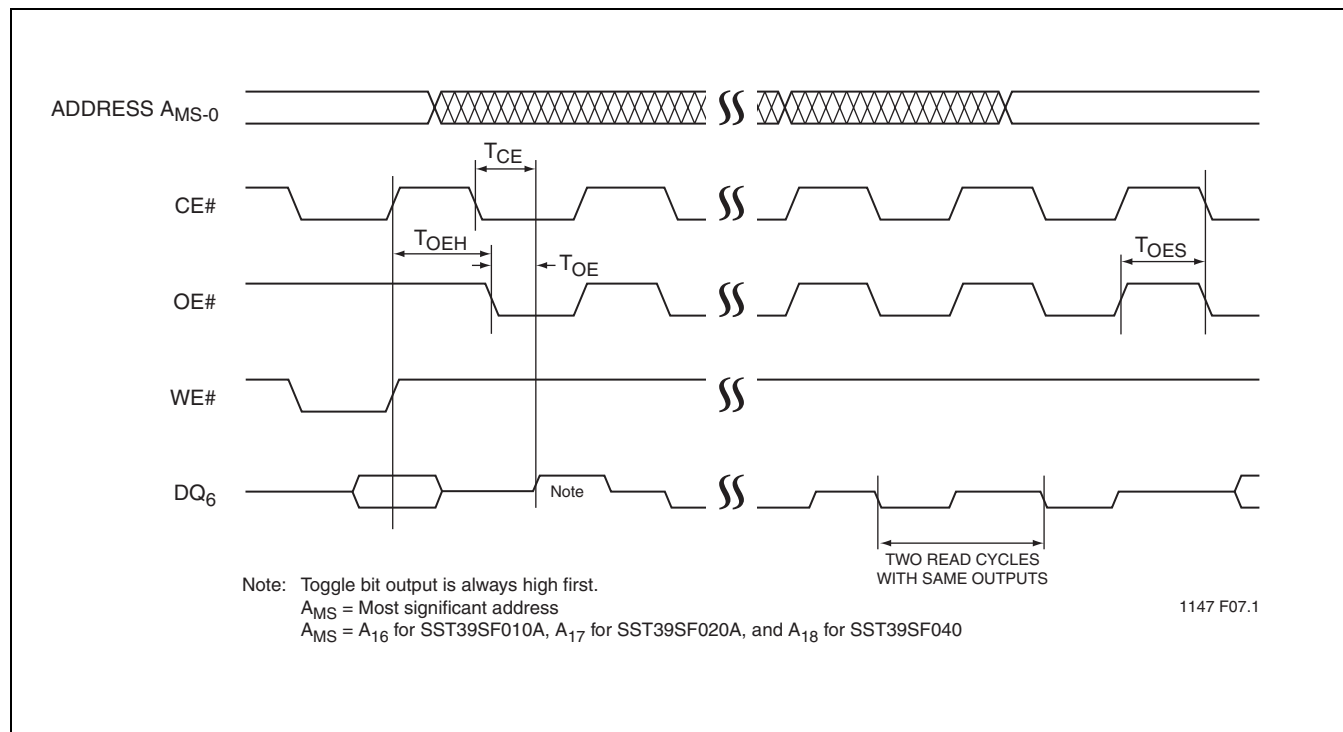 ADDRESS AMS-0
TCE
CE#
TOEH
TOE
TOES
OE#
WE#
DQ6
Note
TWO READ CYCLES
WITH SAME OUTPUTS
Note: Toggle bit output is always high first.
AMS = Most significant address
AMS = A16 for SST39SF010A, A17 for SST39SF020A, and A18 for SST39SF040
1147 F07.1